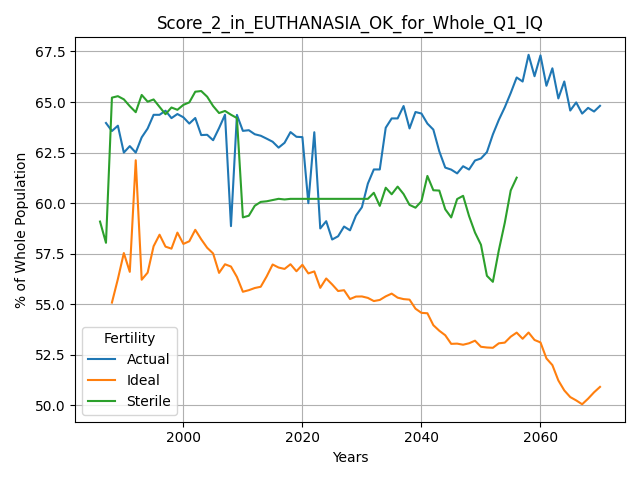 Score_2_in_EUTHANASIA_OK_for_Whole_Q1_IQ
% of Whole Population
67.5
65.0
62.5
60.0
57.5
55.0
52.5
50.0
Fertility
Actual
Ideal
Sterile
2000
2020
2040
2060
Years